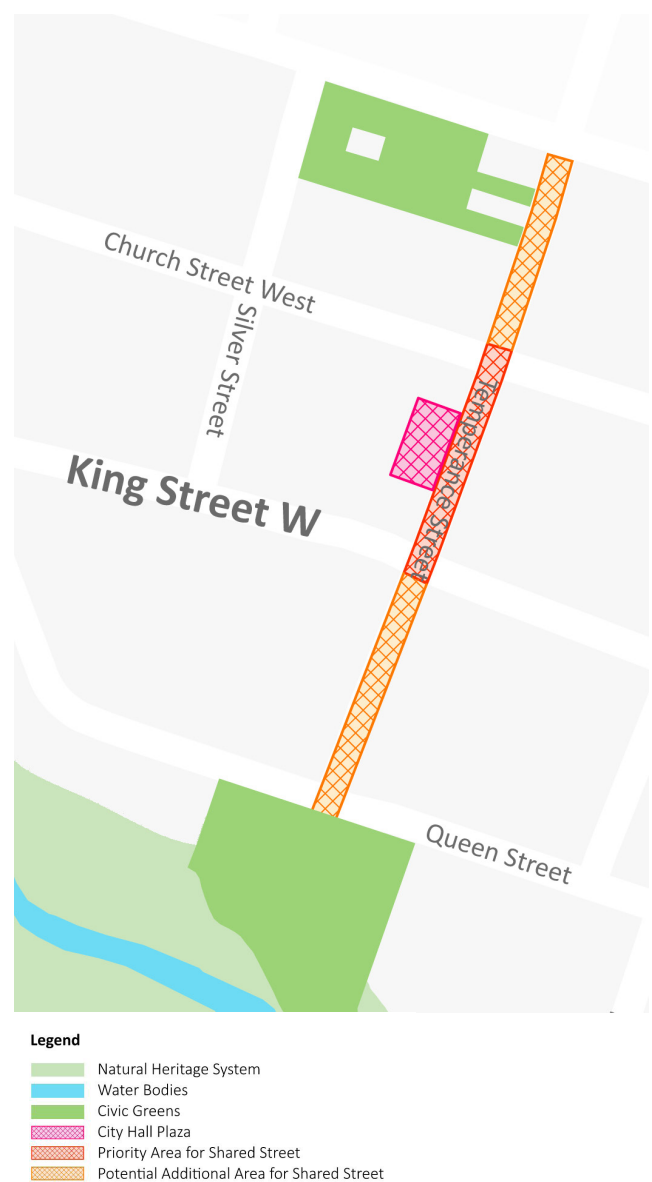 Church Street West
Silver Street
Temperance Street
King Street W
Queen Street
Legend
Natural Heritage System
Water Bodies
Civic Greens
City Hall Plaza
Priority Area for Shared Street
Potential Additional Area for Shared Street